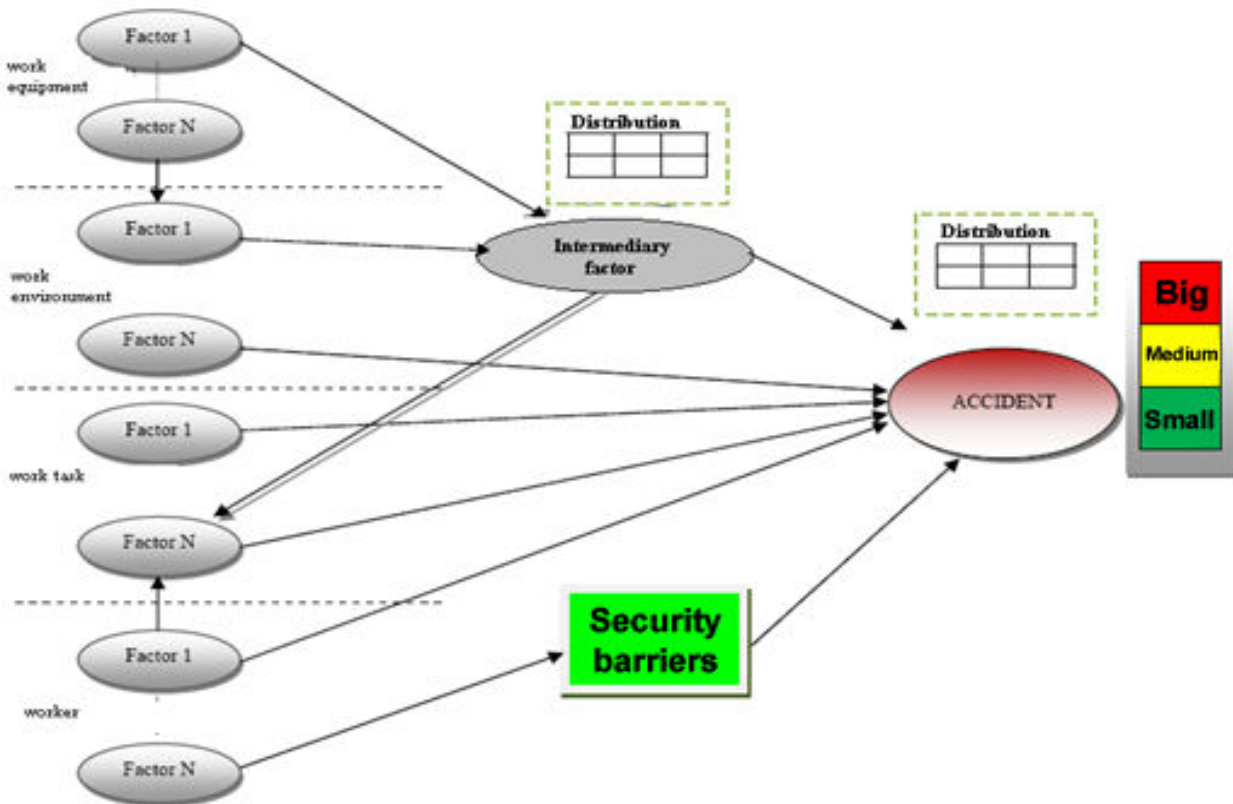 Factor 1
work
equipment
Factor N
Distribution
Factor 1
Intermediary
factor
Distribution
work
environment
Big
Factor N
Medium
ACCIDENT
Small
Factor 1
work task
Factor N
Security
barriers
Factor 1
worker
Factor N